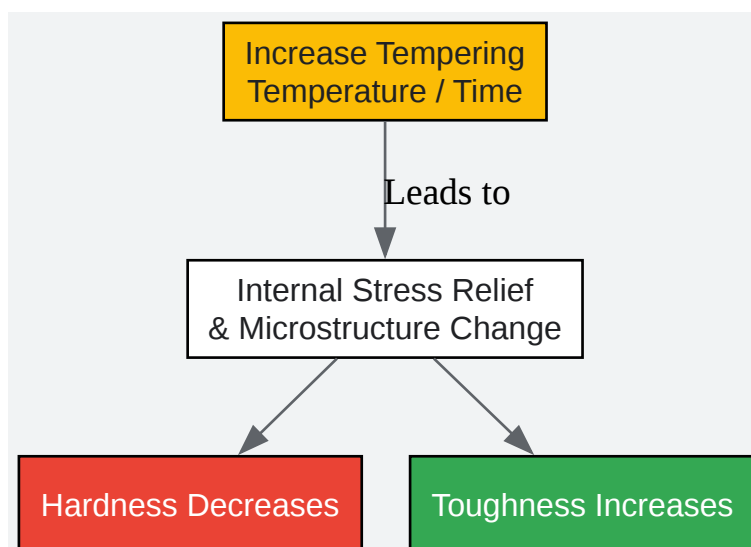 Increase Tempering
Temperature / Time
Leads to
Internal Stress Relief
& Microstructure Change
Hardness Decreases
Toughness Increases